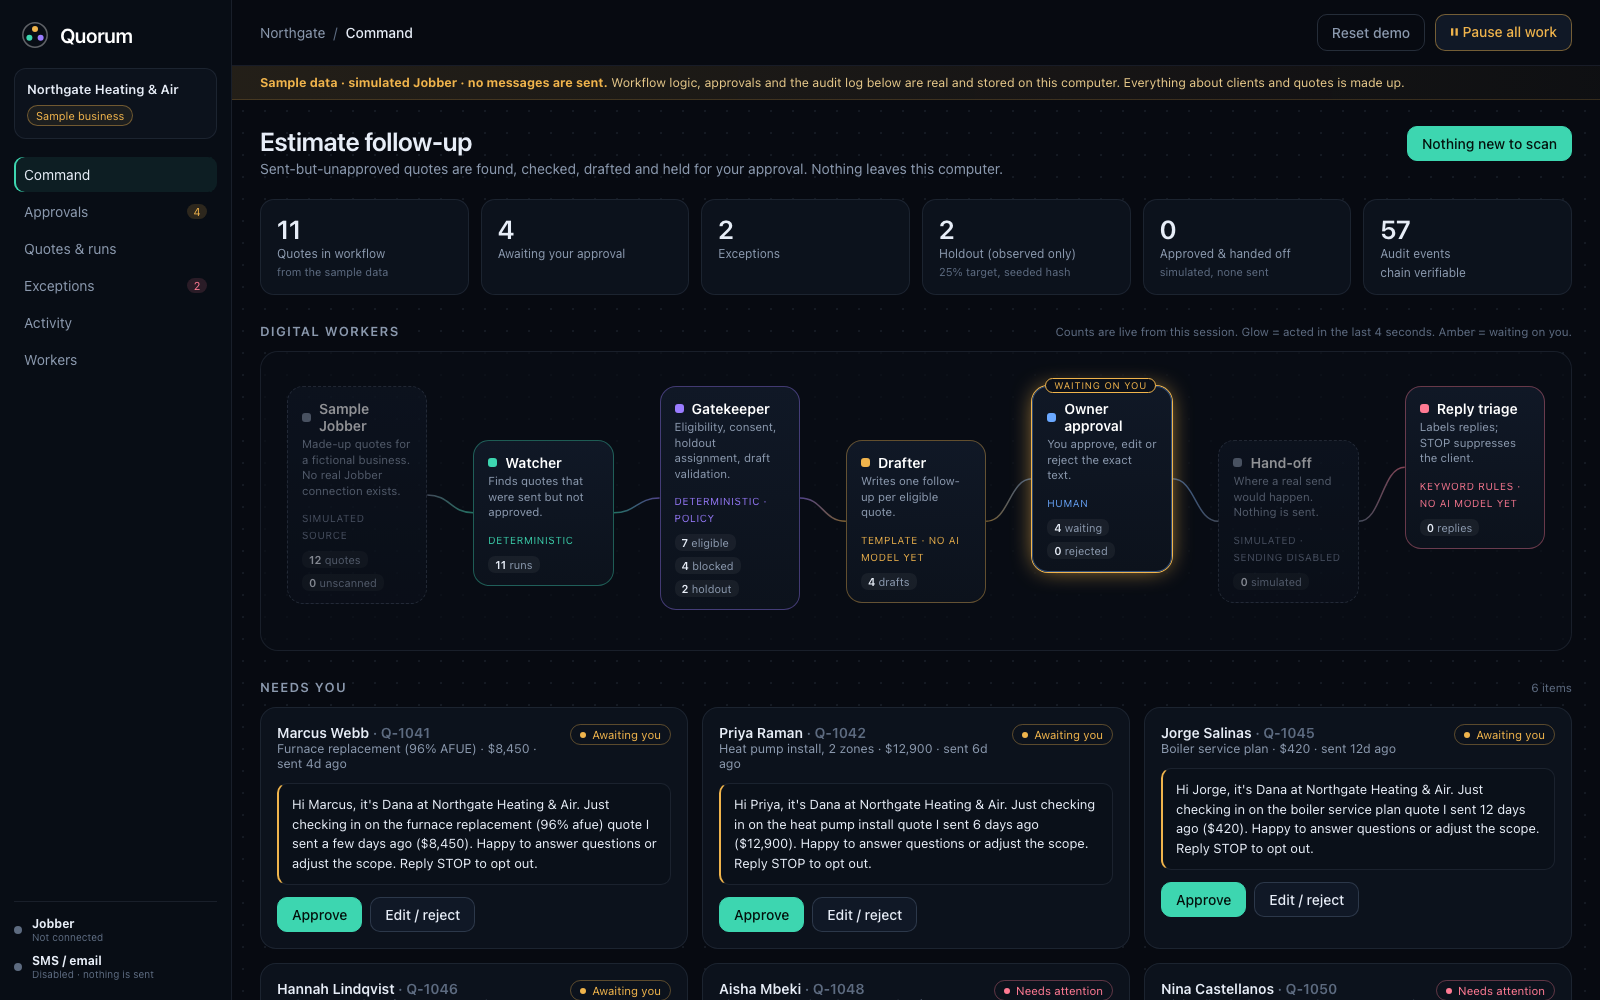 Quorum
Northgate Heating & Air
Sample business
Command
Approvals 4
Quotes & runs
Exceptions 2
Activity
Workers
Jobber
Not connected
SMS / email
Disabled · nothing is sent
Northgate / Command
Reset demo
Pause all work
Sample data · simulated Jobber · no messages are sent. Workflow logic, approvals and the audit log below are real and stored on this computer. Everything about clients and quotes is made up.
Estimate follow-up
Sent-but-unapproved quotes are found, checked, drafted and held for your approval. Nothing leaves this computer.
Nothing new to scan
11
Quotes in workflow
from the sample data
4
Awaiting your approval
2
Exceptions
2
Holdout (observed only)
25% target, seeded hash
0
Approved & handed off
simulated, none sent
57
Audit events
chain verifiable
DIGITAL WORKERS
Counts are live from this session. Glow = acted in the last 4 seconds. Amber = waiting on you.
Sample
Jobber
Made-up quotes for
a fictional business.
No real Jobber
connection exists.
SIMULATED
SOURCE
12 quotes
0 unscanned
Watcher
Finds quotes that
were sent but not
approved.
DETERMINISTIC
11 runs
Gatekeeper
Eligibility, consent,
holdout
assignment, draft
validation.
DETERMINISTIC ·
POLICY
7 eligible
4 blocked
2 holdout
Drafter
Writes one follow-
up per eligible
quote.
TEMPLATE · NO AI
MODEL YET
4 drafts
WAITING ON YOU
Owner
approval
You approve, edit or
reject the exact
text.
HUMAN
4 waiting
0 rejected
Hand-off
Where a real send
would happen.
Nothing is sent.
SIMULATED ·
SENDING DISABLED
0 simulated
Reply triage
Labels replies;
STOP suppresses
the client.
KEYWORD RULES ·
NO AI MODEL YET
0 replies
NEEDS YOU
6 items
Marcus Webb · Q-1041
Awaiting you
Furnace replacement (96% AFUE) · $8,450 ·
sent 4d ago
Hi Marcus, it's Dana at Northgate Heating & Air. Just
checking in on the furnace replacement (96% afue) quote I
sent a few days ago ($8,450). Happy to answer questions or
adjust the scope. Reply STOP to opt out.
Approve
Edit / reject
Priya Raman · Q-1042
Awaiting you
Heat pump install, 2 zones · $12,900 · sent 6d
ago
Hi Priya, it's Dana at Northgate Heating & Air. Just checking
in on the heat pump install quote I sent 6 days ago
($12,900). Happy to answer questions or adjust the scope.
Reply STOP to opt out.
Approve
Edit / reject
Jorge Salinas · Q-1045
Awaiting you
Boiler service plan · $420 · sent 12d ago
Hi Jorge, it's Dana at Northgate Heating & Air. Just
checking in on the boiler service plan quote I sent 12 days
ago ($420). Happy to answer questions or adjust the scope.
Reply STOP to opt out.
Approve
Edit / reject
Hannah Lindqvist · Q-1046
Awaiting you
Aisha Mbeki · Q-1048
Needs attention
Nina Castellanos · Q-1050
Needs attention